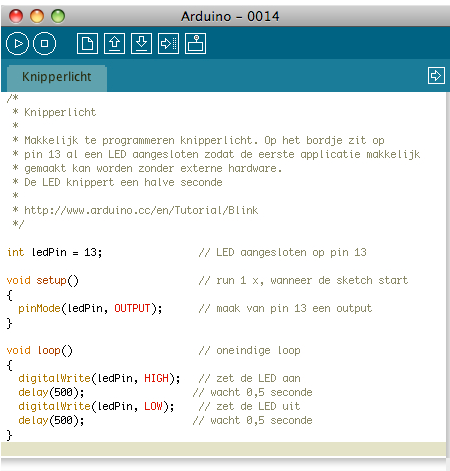 Arduino - 0014
Knipperlicht
/*
 * Knipperlicht
 *
 * Makkelijk te programmeren knipperlicht. Op het bordje zit op
 * pin 13 al een LED aangesloten zodat de eerste applicatie makkelijk
 * gemaakt kan worden zonder externe hardware.
 * De LED knippert een halve seconde
 *
 * http://www.arduino.cc/en/Tutorial/Blink
 */
int ledPin = 13; // LED aangesloten op pin 13
void setup() // run 1 x, wanneer de sketch start
{
  pinMode(ledPin, OUTPUT); // maak van pin 13 een output
}
void loop() // oneindige loop
{
  digitalWrite(ledPin, HIGH); // zet de LED aan
  delay(500); // wacht 0,5 seconde
  digitalWrite(ledPin, LOW); // zet de LED uit
  delay(500); // wacht 0,5 seconde
}